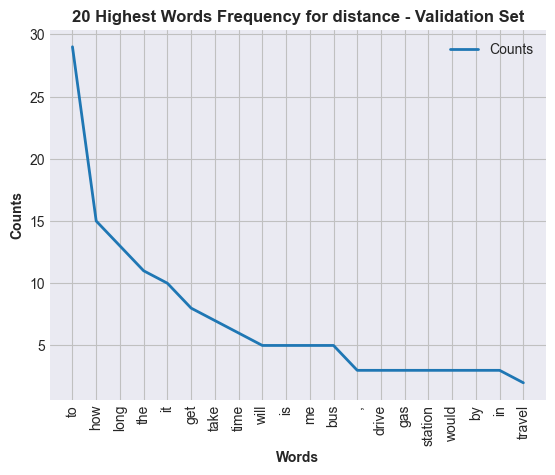 20 Highest Words Frequency for distance - Validation Set
Counts
30
25
20
15
10
5
Counts
to
how
long
the
it
get
take
time
will
is
me
bus
,
drive
gas
station
would
by
in
travel
Words